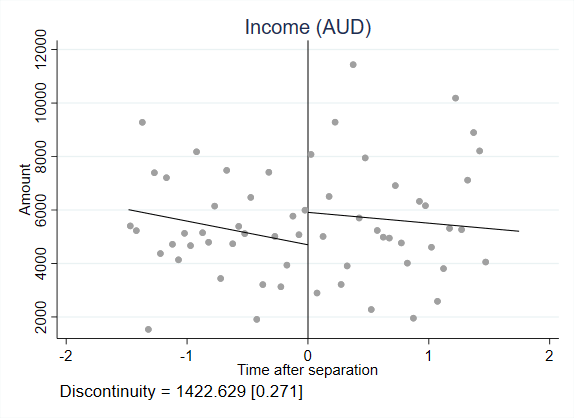 Income (AUD)
Amount
12000
10000
8000
6000
4000
2000
-2 -1 0 1 2
Time after separation
Discontinuity = 1422.629 [0.271]